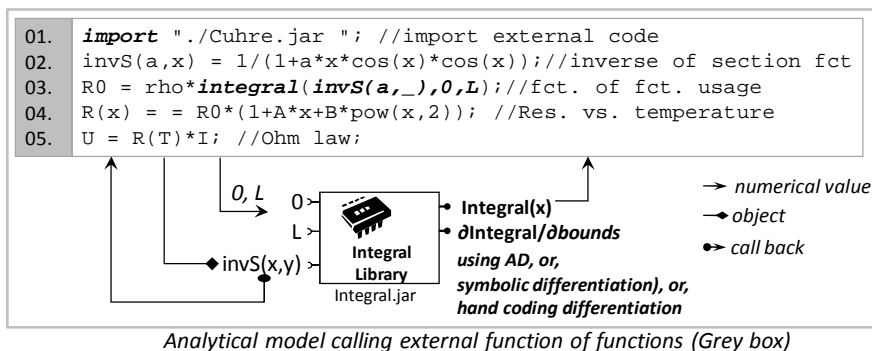 01. import "./Cuhre.jar "; //import external code
02. invS(a,x) = 1/(1+a*x*cos(x)*cos(x));//inverse of section fct
03. R0 = rho*integral(invS(a,_),0,L);//fct. of fct. usage
04. R(x) = = R0*(1+A*x+B*pow(x,2)); //Res. vs. temperature
05. U = R(T)*I; //Ohm law;
0, L
0
L
invS(x,y)
Integral
Library
Integral.jar
Integral(x)
∂Integral/∂bounds
using AD, or,
symbolic differentiation), or,
hand coding differentiation
numerical value
object
call back
Analytical model calling external function of functions (Grey box)